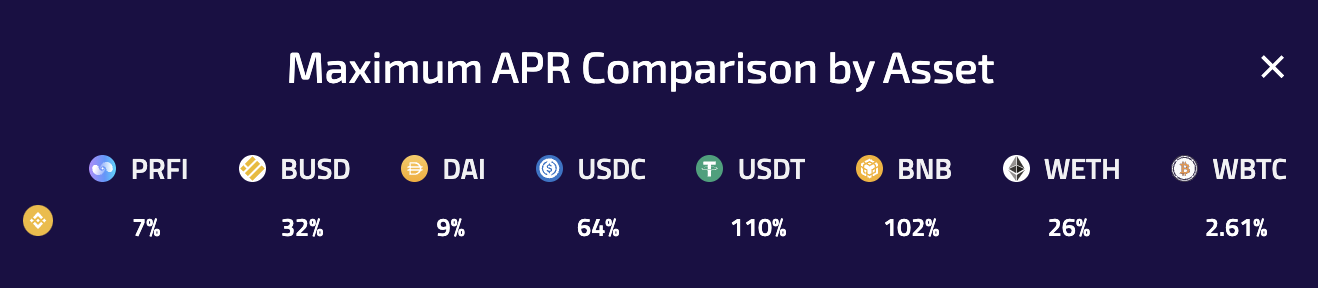 Maximum APR Comparison by Asset
PRFI BUSD DAI USDC USDT BNB WETH WBTC
7% 32% 9% 64% 110% 102% 26% 2.61%